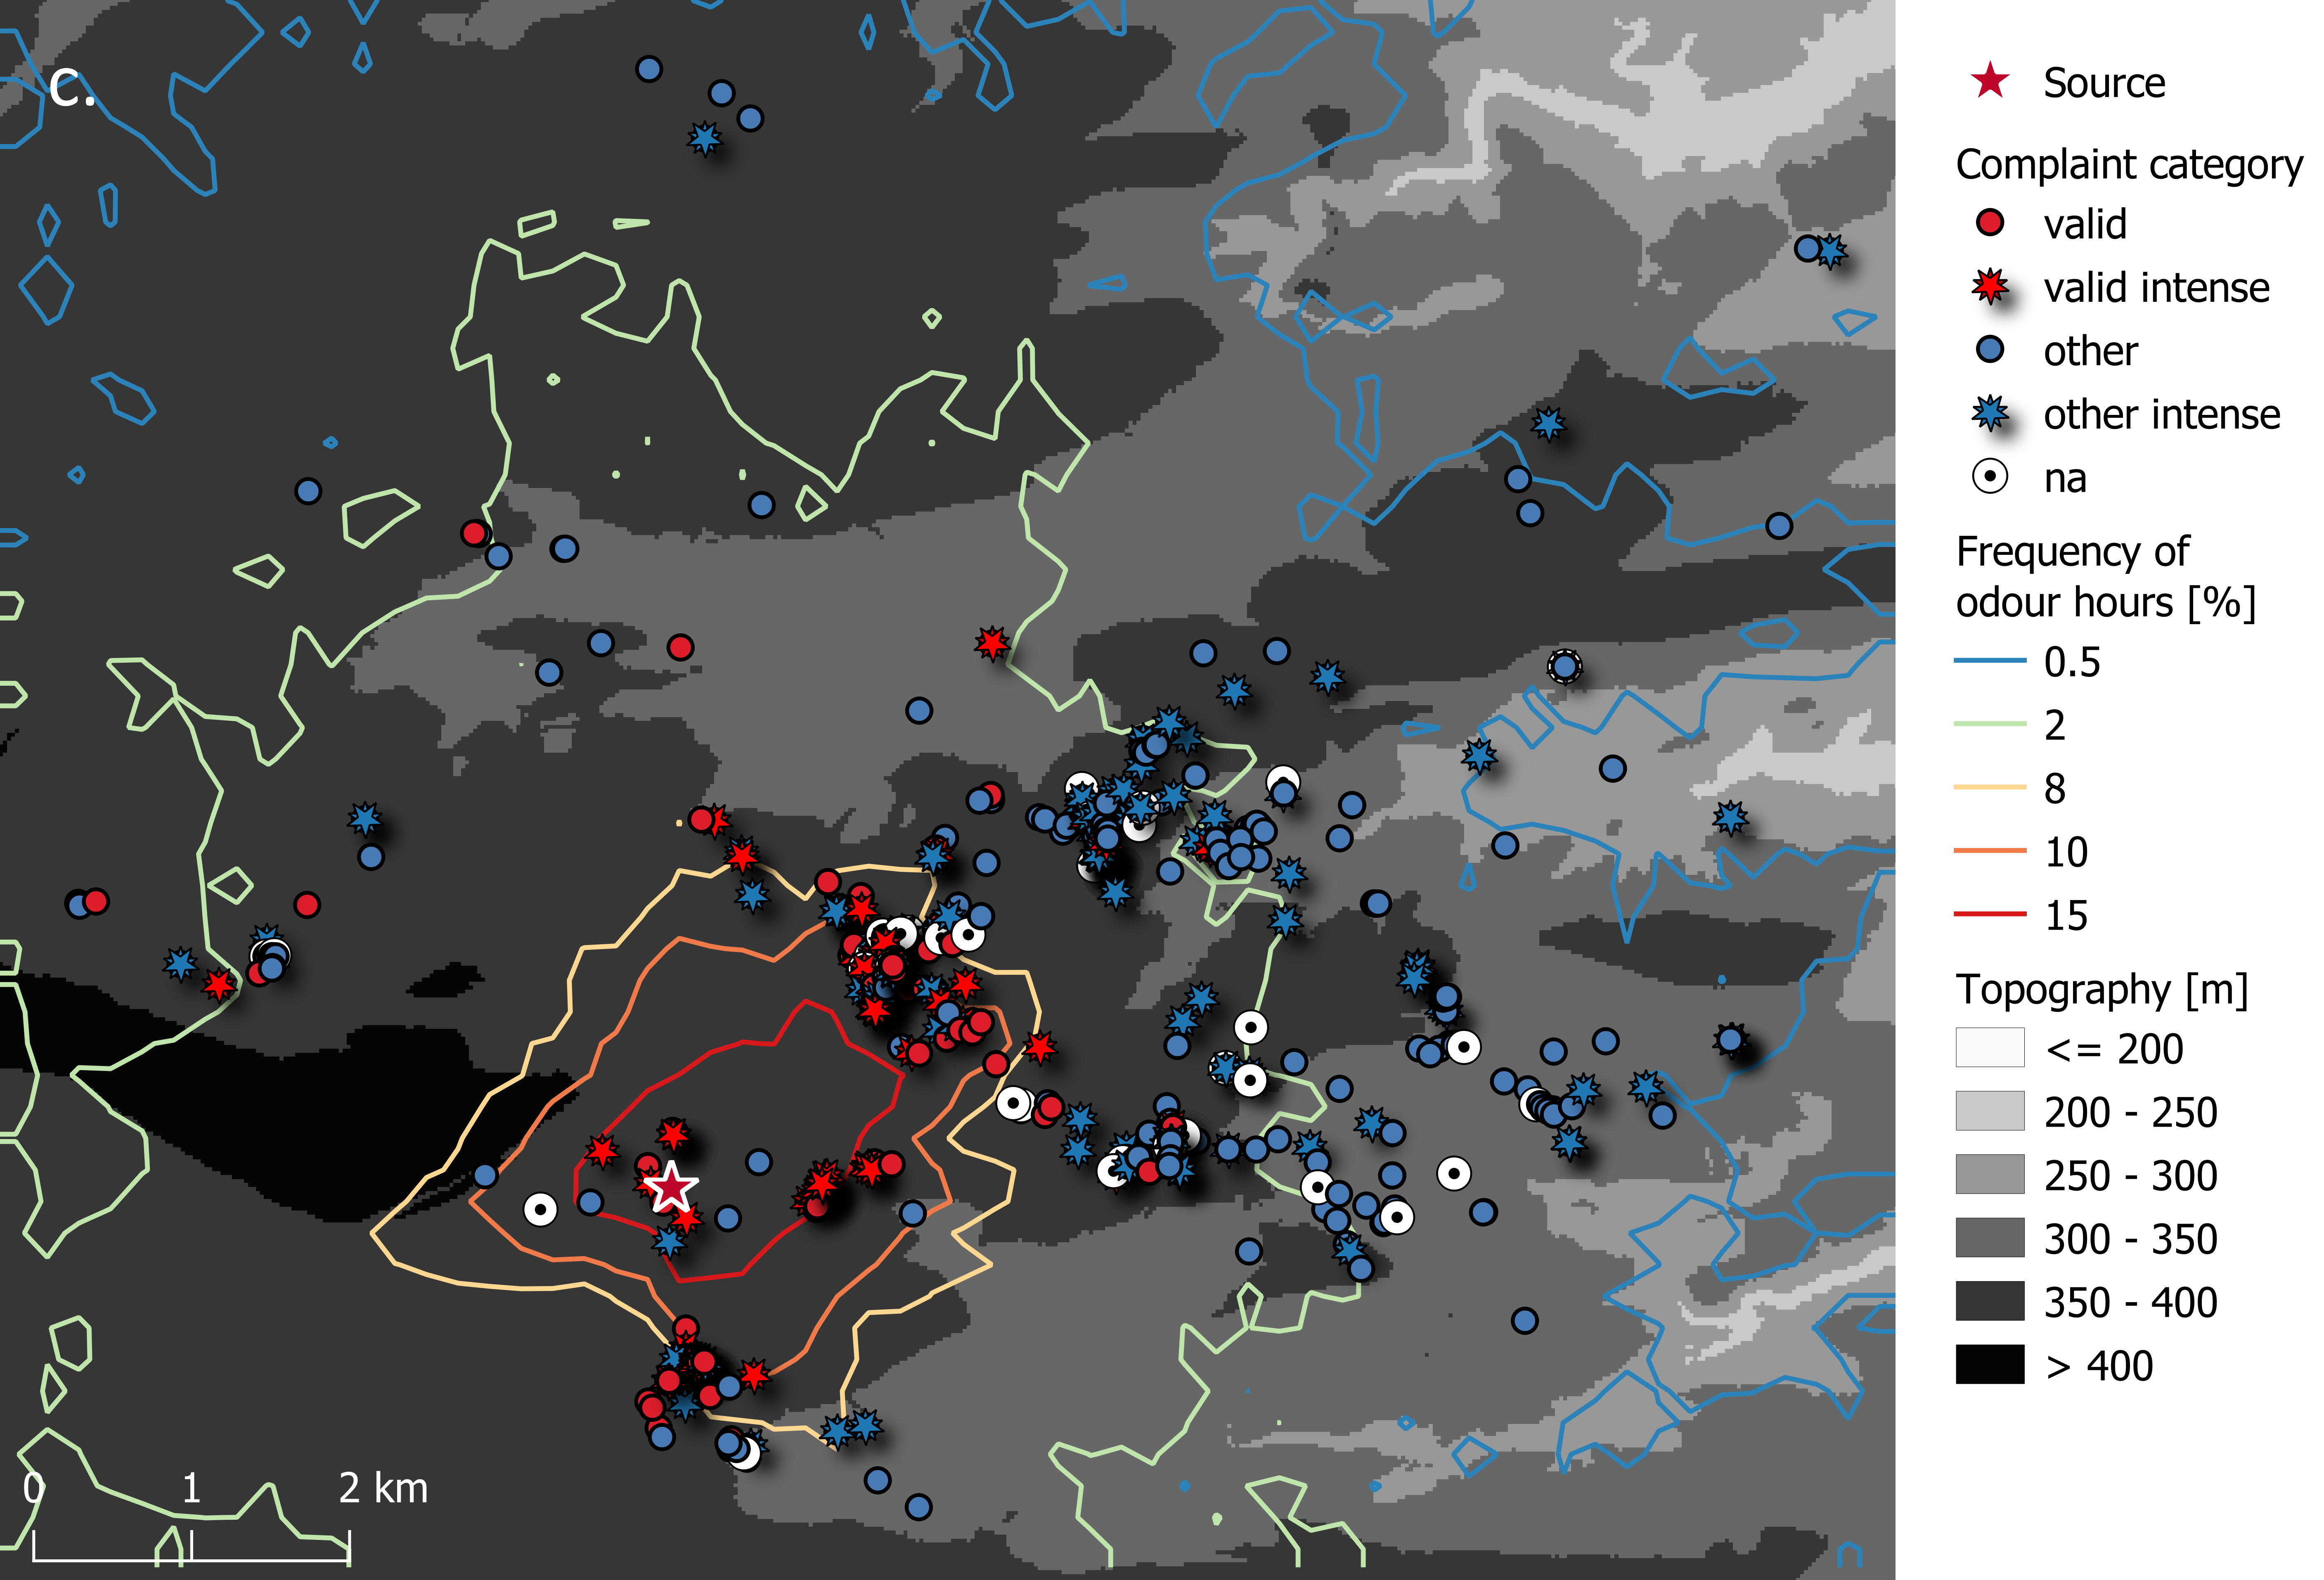 c.
0 1 2 km
Source
Complaint category
valid
valid intense
other
other intense
na
Frequency of
odour hours [%]
0.5
2
8
10
15
Topography [m]
<= 200
200 - 250
250 - 300
300 - 350
350 - 400
> 400